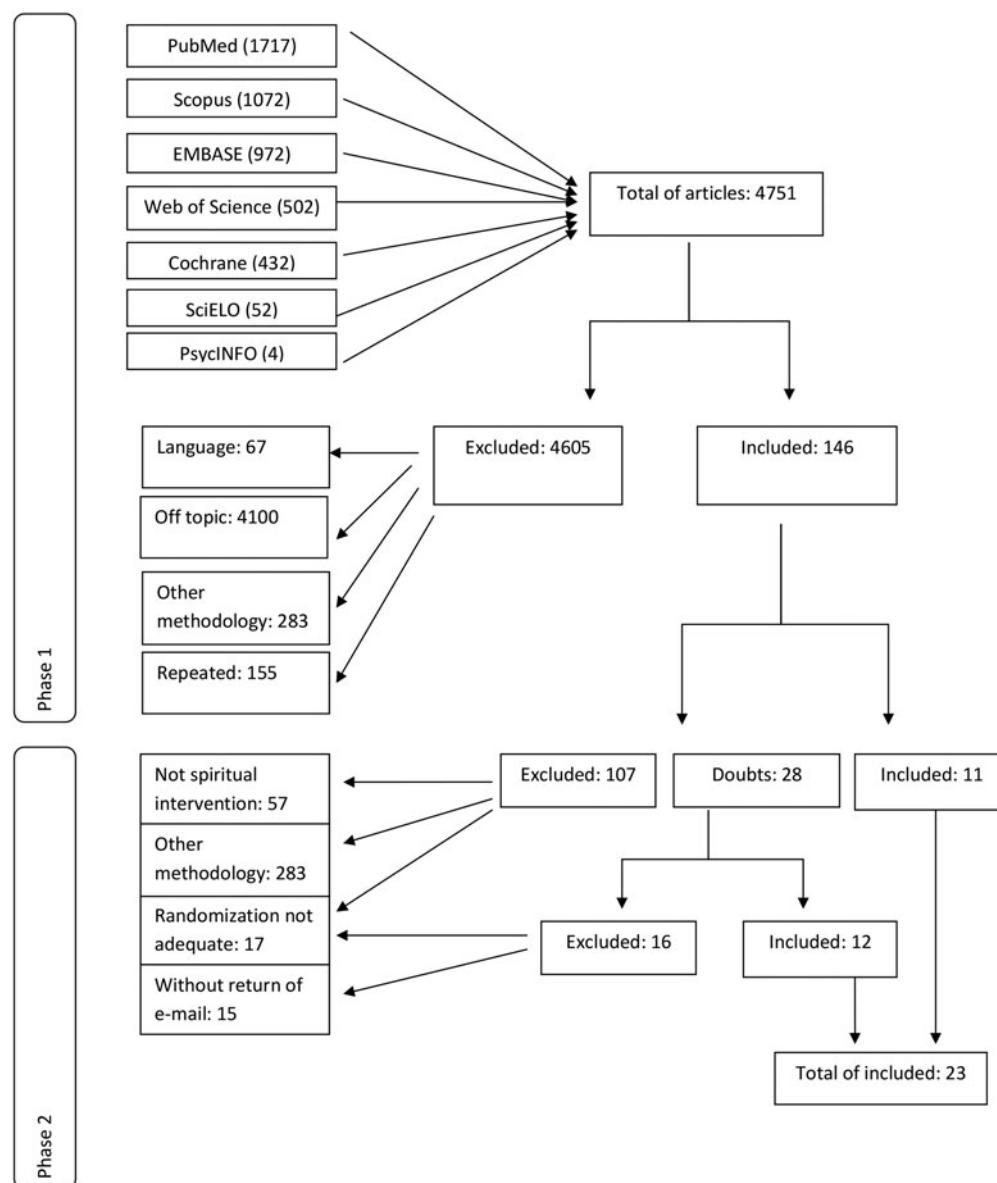 PubMed (1717)
Scopus (1072)
EMBASE (972)
Web of Science (502)
Cochrane (432)
SciELO (52)
PsycINFO (4)
Total of articles: 4751
Excluded: 4605
Included: 146
Language: 67
Off topic: 4100
Other
methodology: 283
Repeated: 155
Phase 1
Excluded: 107
Doubts: 28
Included: 11
Not spiritual
intervention: 57
Other
methodology: 283
Randomization not
adequate: 17
Without return of
e-mail: 15
Excluded: 16
Included: 12
Total of included: 23
Phase 2